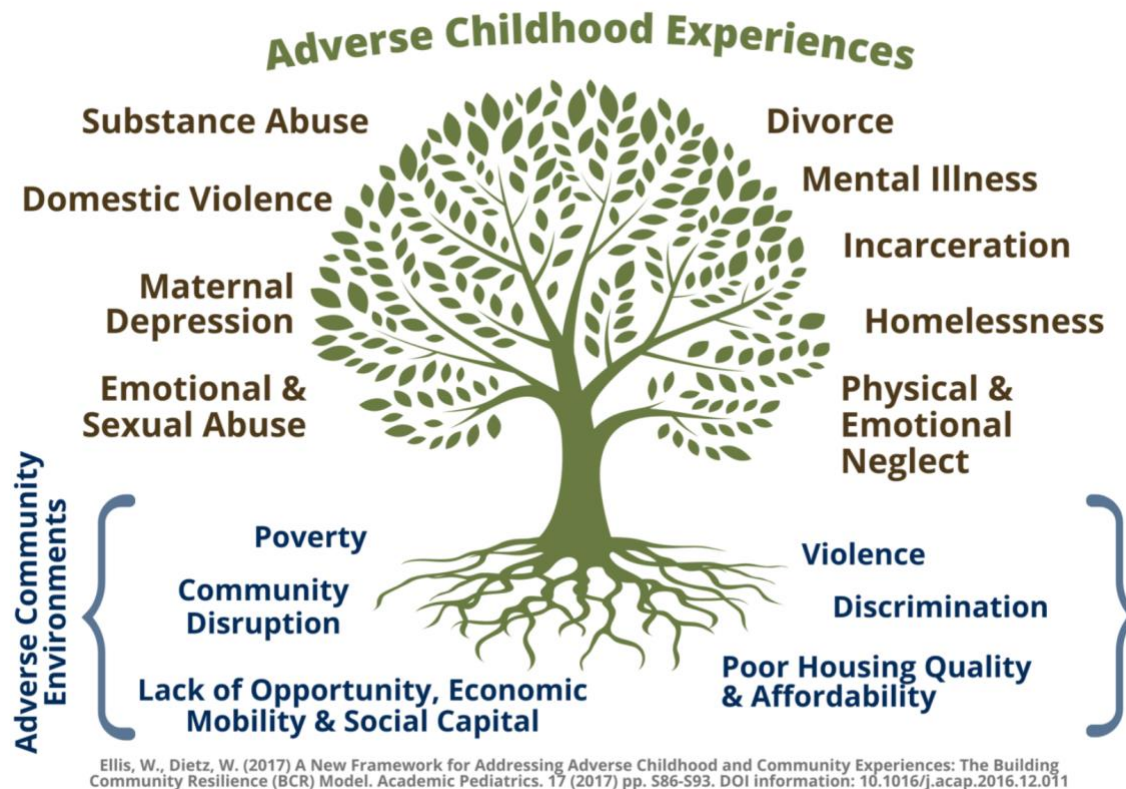 Adverse Childhood Experiences
Substance Abuse
Divorce
Domestic Violence
Mental Illness
Incarceration
Maternal
Depression
Homelessness
Emotional &
Sexual Abuse
Physical &
Emotional
Neglect
Adverse Community
Environments
Poverty
Violence
Community
Disruption
Discrimination
Lack of Opportunity, Economic
Mobility & Social Capital
Poor Housing Quality
& Affordability
Ellis, W., Dietz, W. (2017) A New Framework for Addressing Adverse Childhood and Community Experiences: The Building
Community Resilience (BCR) Model. Academic Pediatrics. 17 (2017) pp. S86-S93. DOI information: 10.1016/j.acap.2016.12.011